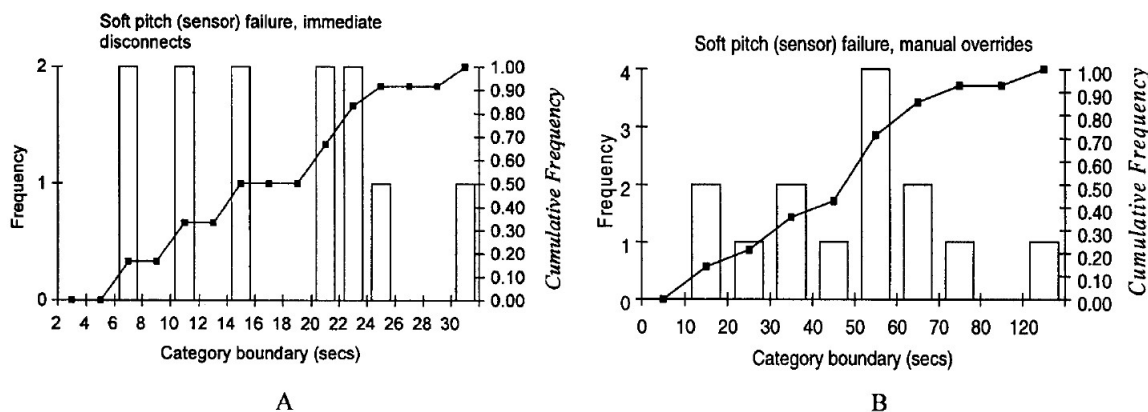 Soft pitch (sensor) failure, immediate
disconnects
2
1
0
Frequency
1.00
0.90
0.80
0.70
0.60
0.50
0.40
0.30
0.20
0.10
0.00
Cumulative Frequency
2 4 6 8 10 12 14 16 18 20 22 24 26 28 30
Category boundary (secs)
A
Soft pitch (sensor) failure, manual overrides
4
3
2
1
0
Frequency
1.00
0.90
0.80
0.70
0.60
0.50
0.40
0.30
0.20
0.10
0.00
Cumulative Frequency
0 10 20 30 40 50 60 70 80 120
Category boundary (secs)
B